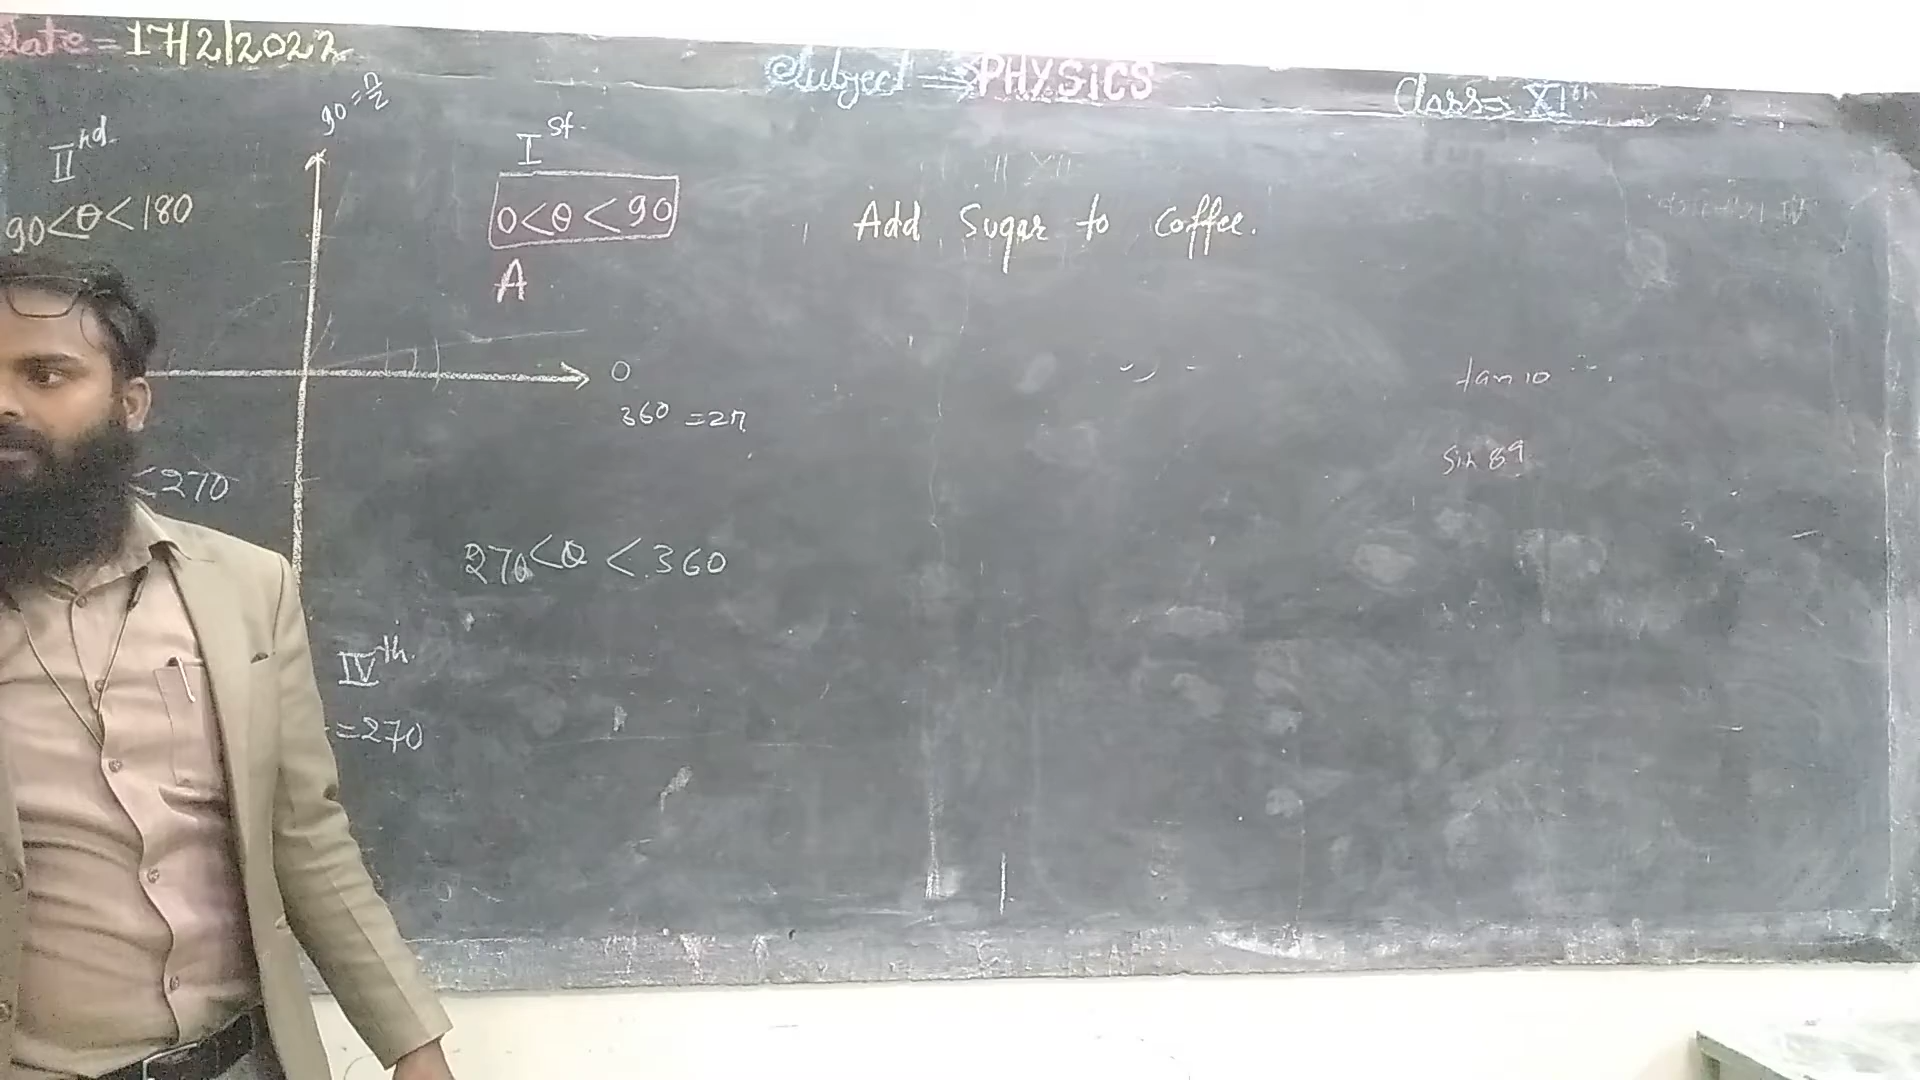 Date = 17/2/2022
Subject ⇒ PHYSICS
Class = XIth
90 = π/2
IInd.
90<θ<180
Ist.
0<θ<90
A
Add Sugar to Coffee.
0
360 = 2π
tan 10
Sin 89
<270
270<θ<360
IVth.
=270